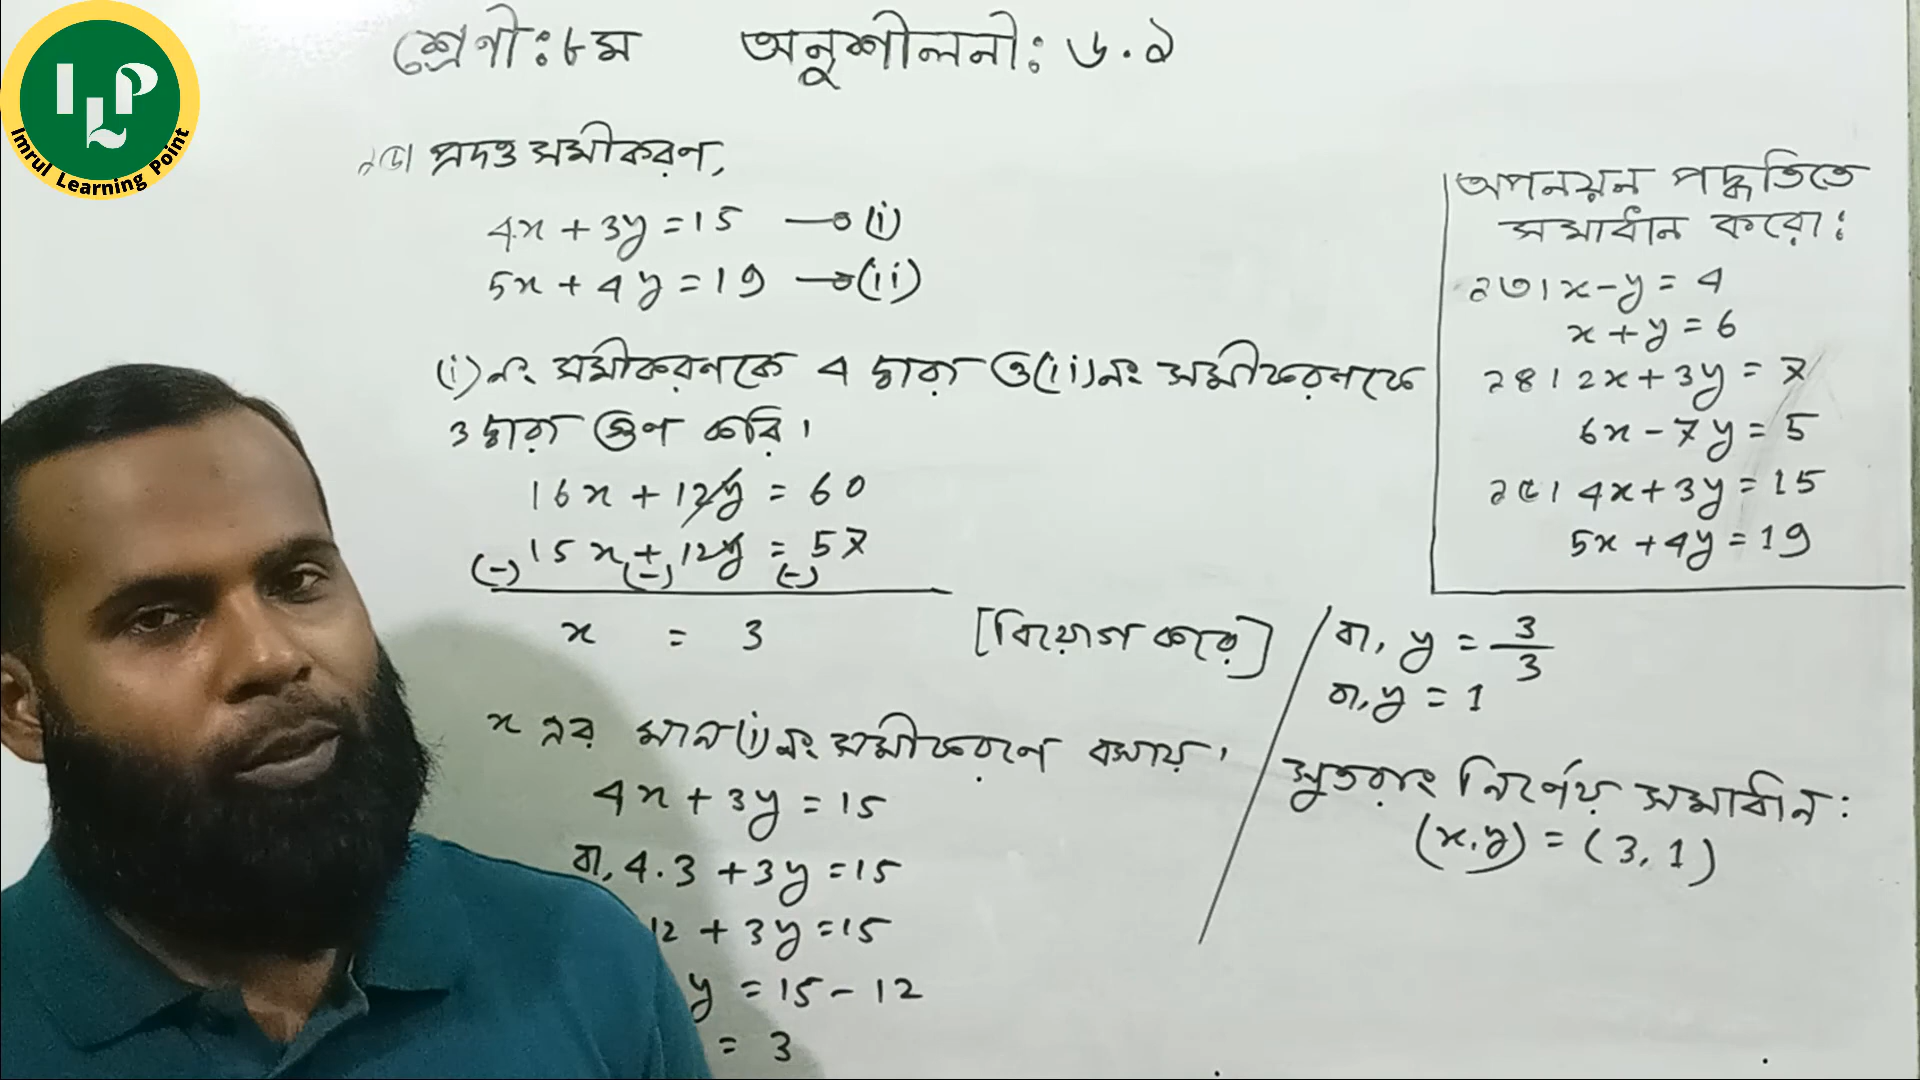 ILP
Imrul Learning Point
শ্রেণী: ৮ম অনুশীলনী: ৬.১
২৫। প্রদত্ত সমীকরণ,
4x + 3y = 15 → (i)
5x + 4y = 19 → (ii)
(i) নং সমীকরণকে 4 দ্বারা ও (ii) নং সমীকরণকে
3 দ্বারা গুণ করি।
16x + 12y = 60
15x + 12y = 57
(-) (-) (-)
x = 3 [বিয়োগ করে]
x এর মান (i) নং সমীকরণে বসায়,
4x + 3y = 15
বা, 4.3 + 3y = 15
12 + 3y = 15
y = 15 - 12
= 3
বা, y = 3/3
বা, y = 1
সুতরাং নির্ণেয় সমাধান:
(x,y) = (3, 1)
অপনয়ন পদ্ধতিতে
সমাধান করো:
২৩। x - y = 4
x + y = 6
২৪। 2x + 3y = 7
6x - 7y = 5
২৫। 4x + 3y = 15
5x + 4y = 19